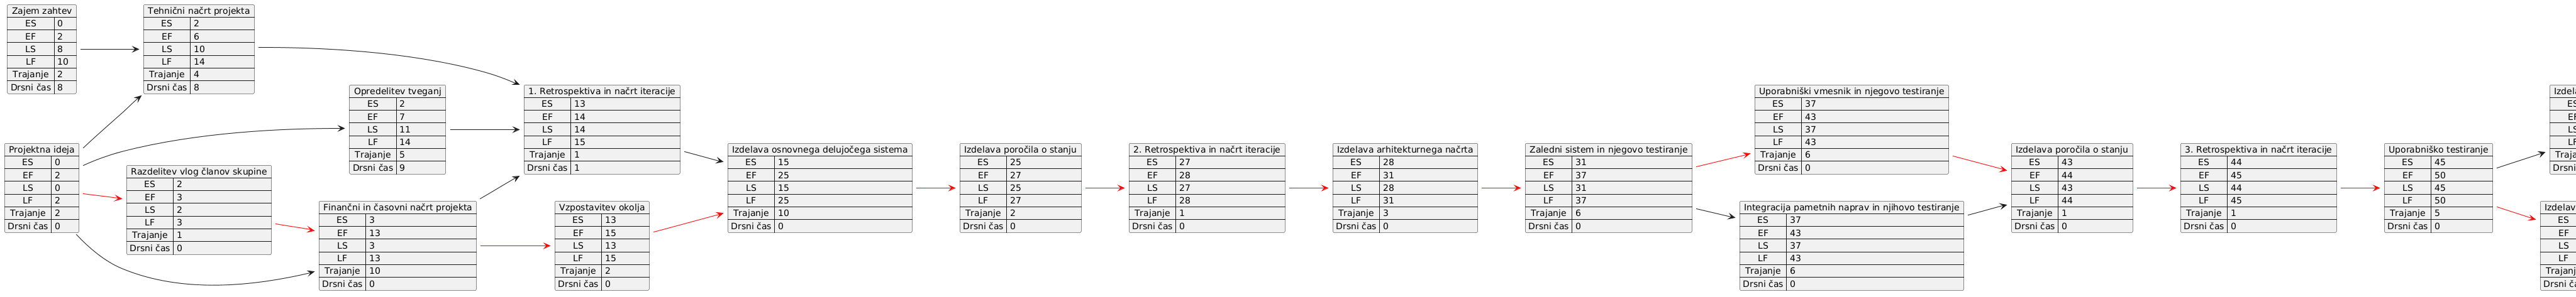 Zajem zahtev
ES 0
EF 2
LS 8
LF 10
Trajanje 2
Drsni čas 8
Tehnični načrt projekta
ES 2
EF 6
LS 10
LF 14
Trajanje 4
Drsni čas 8
Projektna ideja
ES 0
EF 2
LS 0
LF 2
Trajanje 2
Drsni čas 0
Razdelitev vlog članov skupine
ES 2
EF 3
LS 2
LF 3
Trajanje 1
Drsni čas 0
Opredelitev tveganj
ES 2
EF 7
LS 11
LF 14
Trajanje 5
Drsni čas 9
Finančni in časovni načrt projekta
ES 3
EF 13
LS 3
LF 13
Trajanje 10
Drsni čas 0
1. Retrospektiva in načrt iteracije
ES 13
EF 14
LS 14
LF 15
Trajanje 1
Drsni čas 1
Vzpostavitev okolja
ES 13
EF 15
LS 13
LF 15
Trajanje 2
Drsni čas 0
Izdelava osnovnega delujočega sistema
ES 15
EF 25
LS 15
LF 25
Trajanje 10
Drsni čas 0
Izdelava poročila o stanju
ES 25
EF 27
LS 25
LF 27
Trajanje 2
Drsni čas 0
2. Retrospektiva in načrt iteracije
ES 27
EF 28
LS 27
LF 28
Trajanje 1
Drsni čas 0
Izdelava arhitekturnega načrta
ES 28
EF 31
LS 28
LF 31
Trajanje 3
Drsni čas 0
Zaledni sistem in njegovo testiranje
ES 31
EF 37
LS 31
LF 37
Trajanje 6
Drsni čas 0
Uporabniški vmesnik in njegovo testiranje
ES 37
EF 43
LS 37
LF 43
Trajanje 6
Drsni čas 0
Integracija pametnih naprav in njihovo testiranje
ES 37
EF 43
LS 37
LF 43
Trajanje 6
Drsni čas 0
Izdelava poročila o stanju
ES 43
EF 44
LS 43
LF 44
Trajanje 1
Drsni čas 0
3. Retrospektiva in načrt iteracije
ES 44
EF 45
LS 44
LF 45
Trajanje 1
Drsni čas 0
Uporabniško testiranje
ES 45
EF 50
LS 45
LF 50
Trajanje 5
Drsni čas 0
Izdela
ES
EF
LS
LF
Trajan
Drsni č
Izdelav
ES
EF
LS
LF
Trajanj
Drsni ča